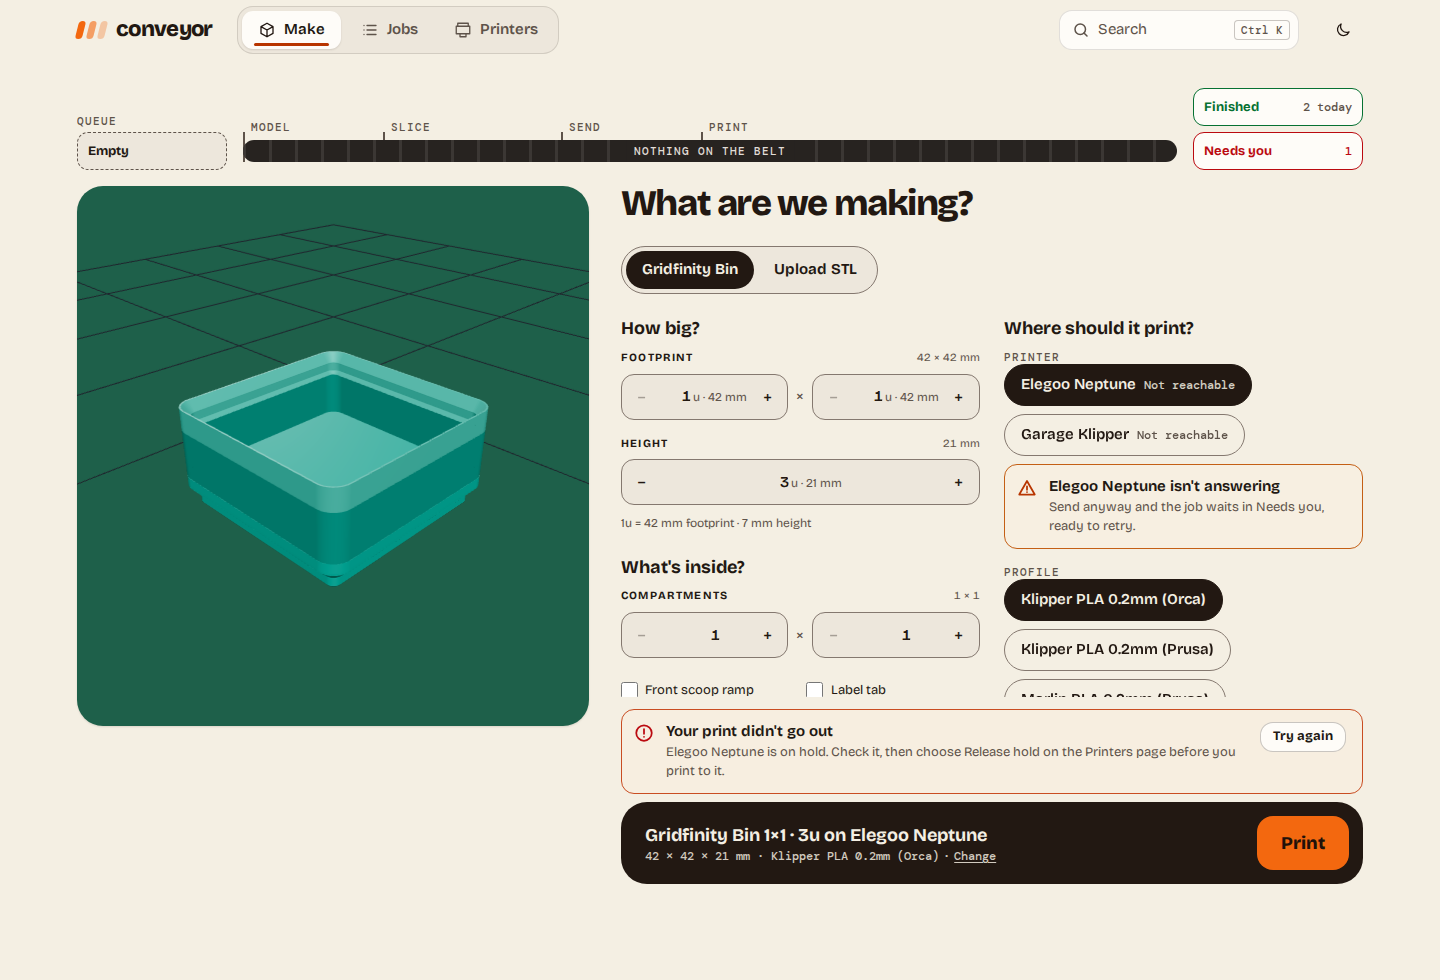 conveyor
Make
Jobs
Printers
Search
Ctrl K
QUEUE
Empty
MODEL
SLICE
SEND
PRINT
NOTHING ON THE BELT
Finished 2 today
Needs you 1
What are we making?
Gridfinity Bin
Upload STL
How big?
FOOTPRINT 42 × 42 mm
− 1 u · 42 mm + × − 1 u · 42 mm +
HEIGHT 21 mm
− 3 u · 21 mm +
1u = 42 mm footprint · 7 mm height
What's inside?
COMPARTMENTS 1 × 1
− 1 + × − 1 +
Front scoop ramp
Label tab
Where should it print?
PRINTER
Elegoo Neptune Not reachable
Garage Klipper Not reachable
Elegoo Neptune isn't answering
Send anyway and the job waits in Needs you,
ready to retry.
PROFILE
Klipper PLA 0.2mm (Orca)
Klipper PLA 0.2mm (Prusa)
Marlin PLA 0.2mm (Prusa)
Your print didn't go out
Elegoo Neptune is on hold. Check it, then choose Release hold on the Printers page before you
print to it.
Try again
Gridfinity Bin 1×1 · 3u on Elegoo Neptune
42 × 42 × 21 mm · Klipper PLA 0.2mm (Orca) · Change
Print